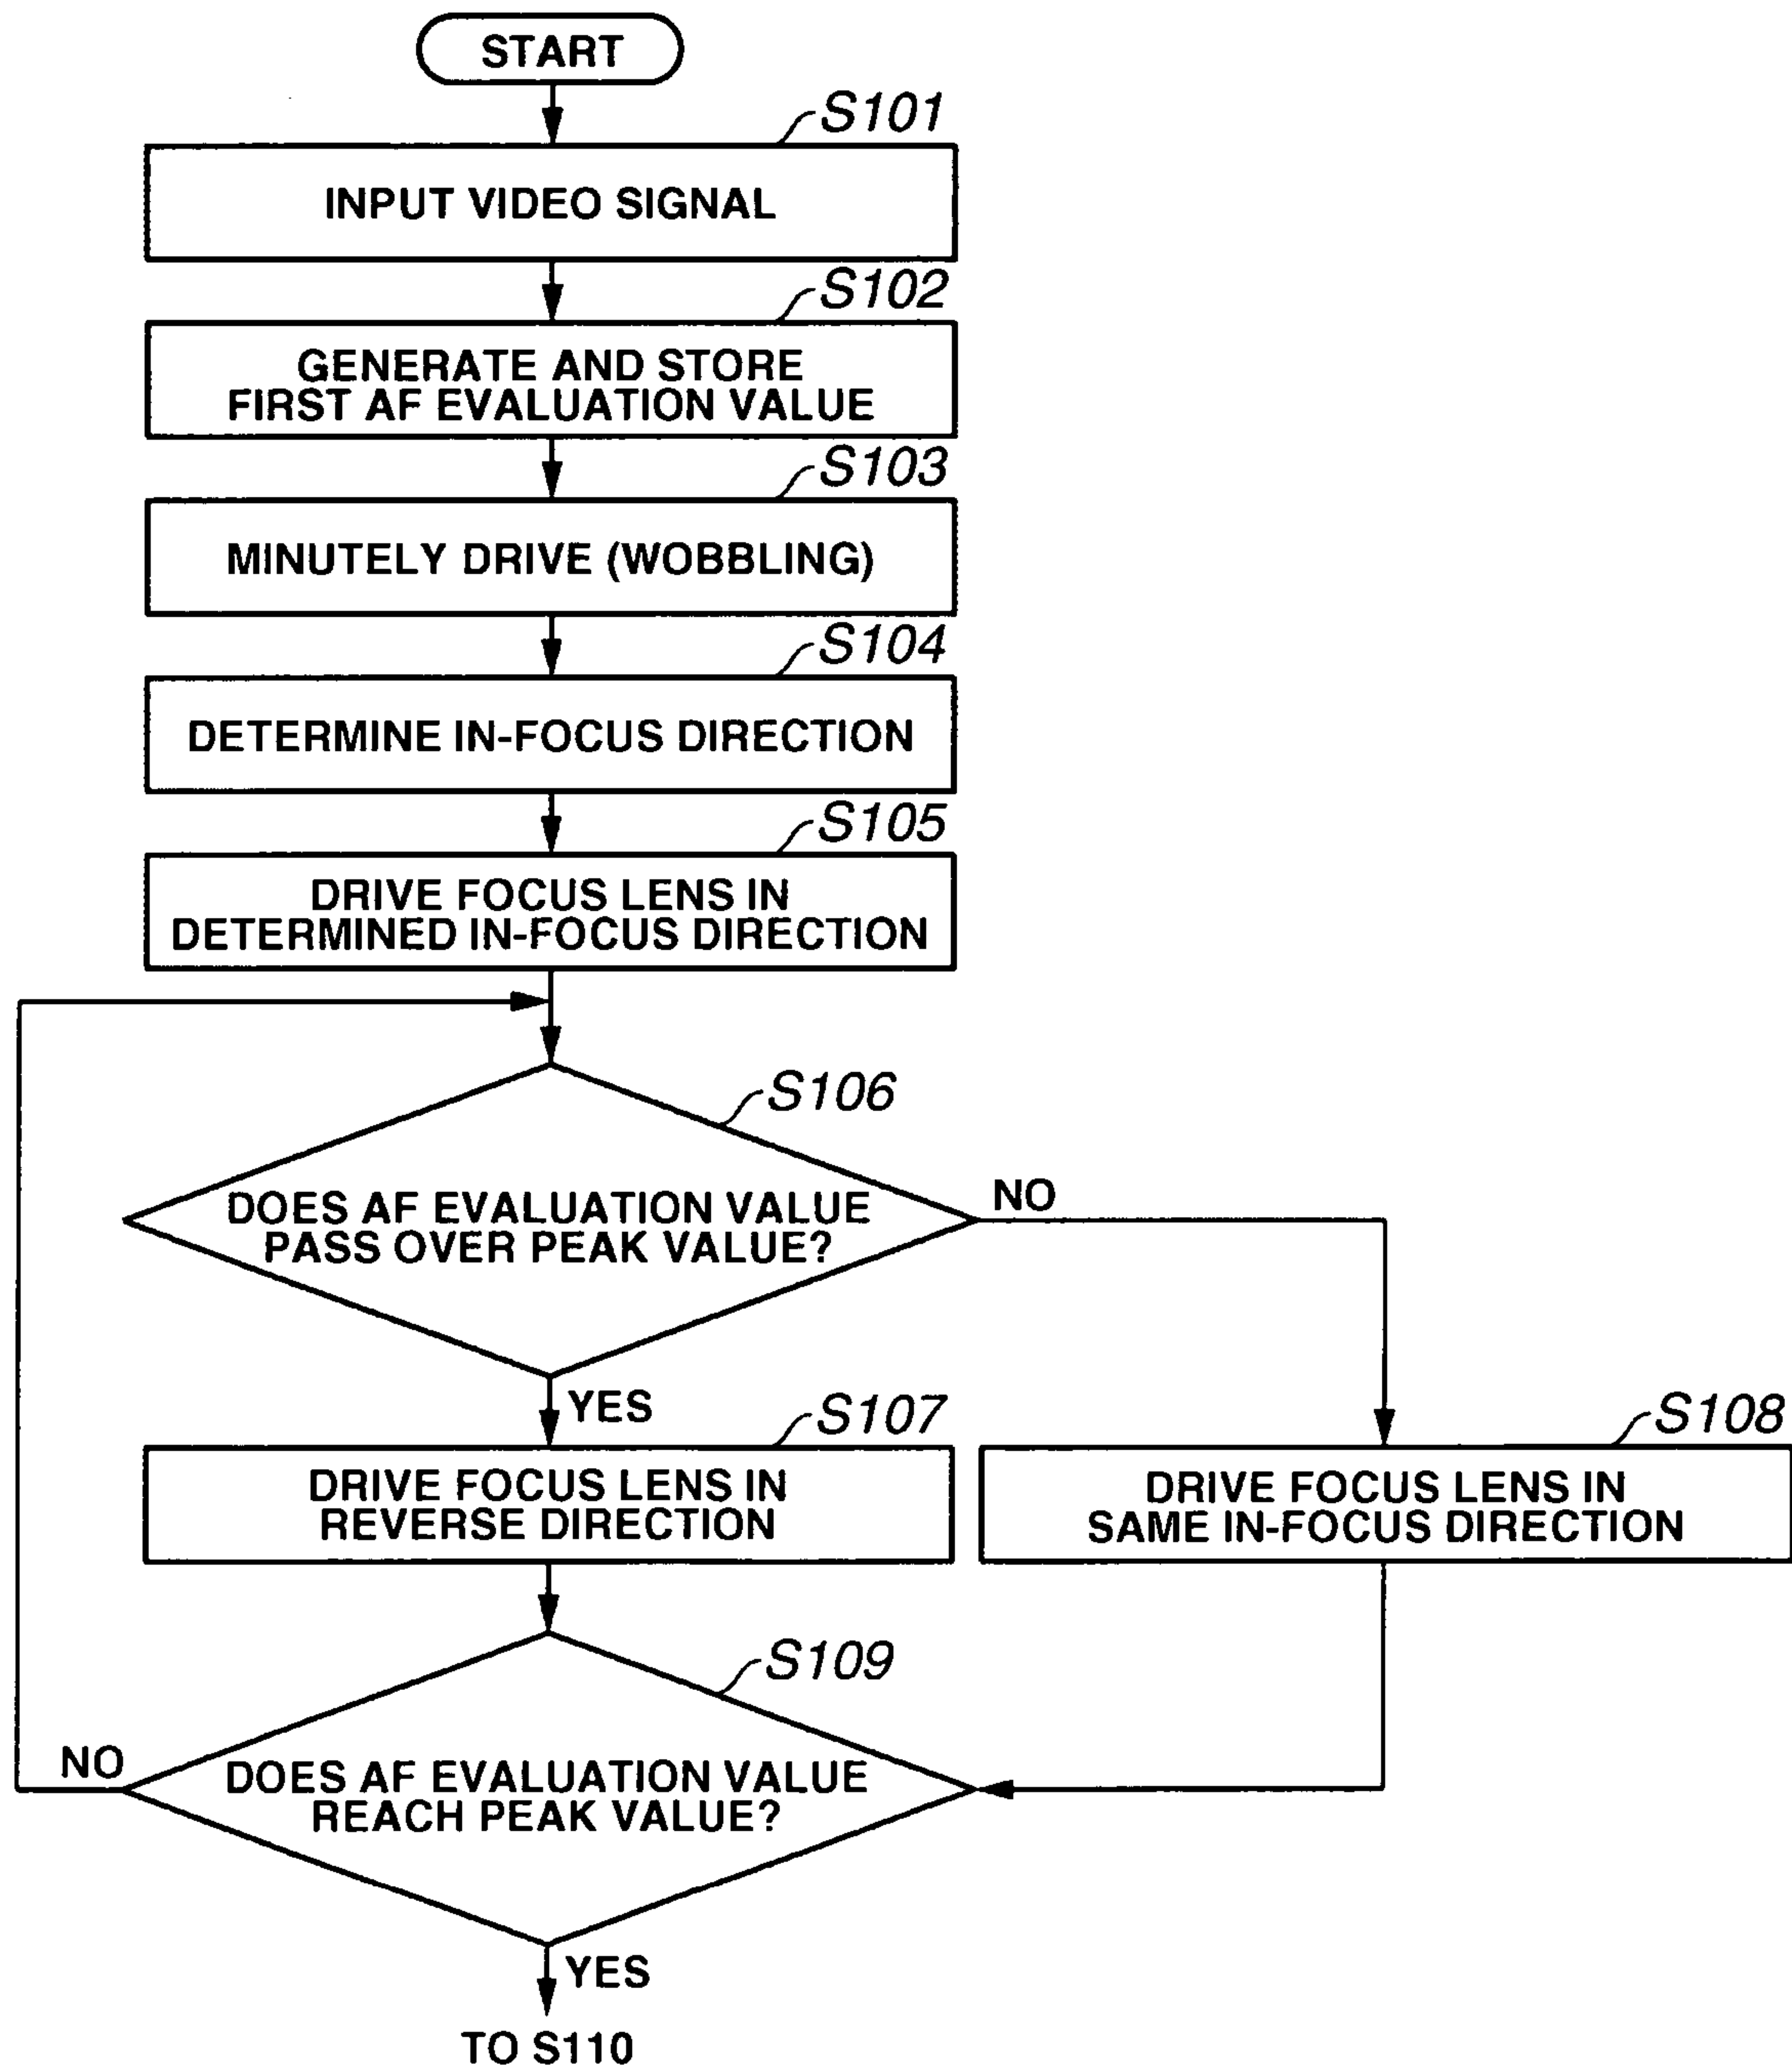 START
S101
INPUT VIDEO SIGNAL
S102
GENERATE AND STORE
FIRST AF EVALUATION VALUE
S103
MINUTELY DRIVE (WOBBLING)
S104
DETERMINE IN-FOCUS DIRECTION
S105
DRIVE FOCUS LENS IN
DETERMINED IN-FOCUS DIRECTION
S106
DOES AF EVALUATION VALUE
PASS OVER PEAK VALUE?
NO
YES
S107
DRIVE FOCUS LENS IN
REVERSE DIRECTION
S108
DRIVE FOCUS LENS IN
SAME IN-FOCUS DIRECTION
S109
DOES AF EVALUATION VALUE
REACH PEAK VALUE?
NO
YES
TO S110